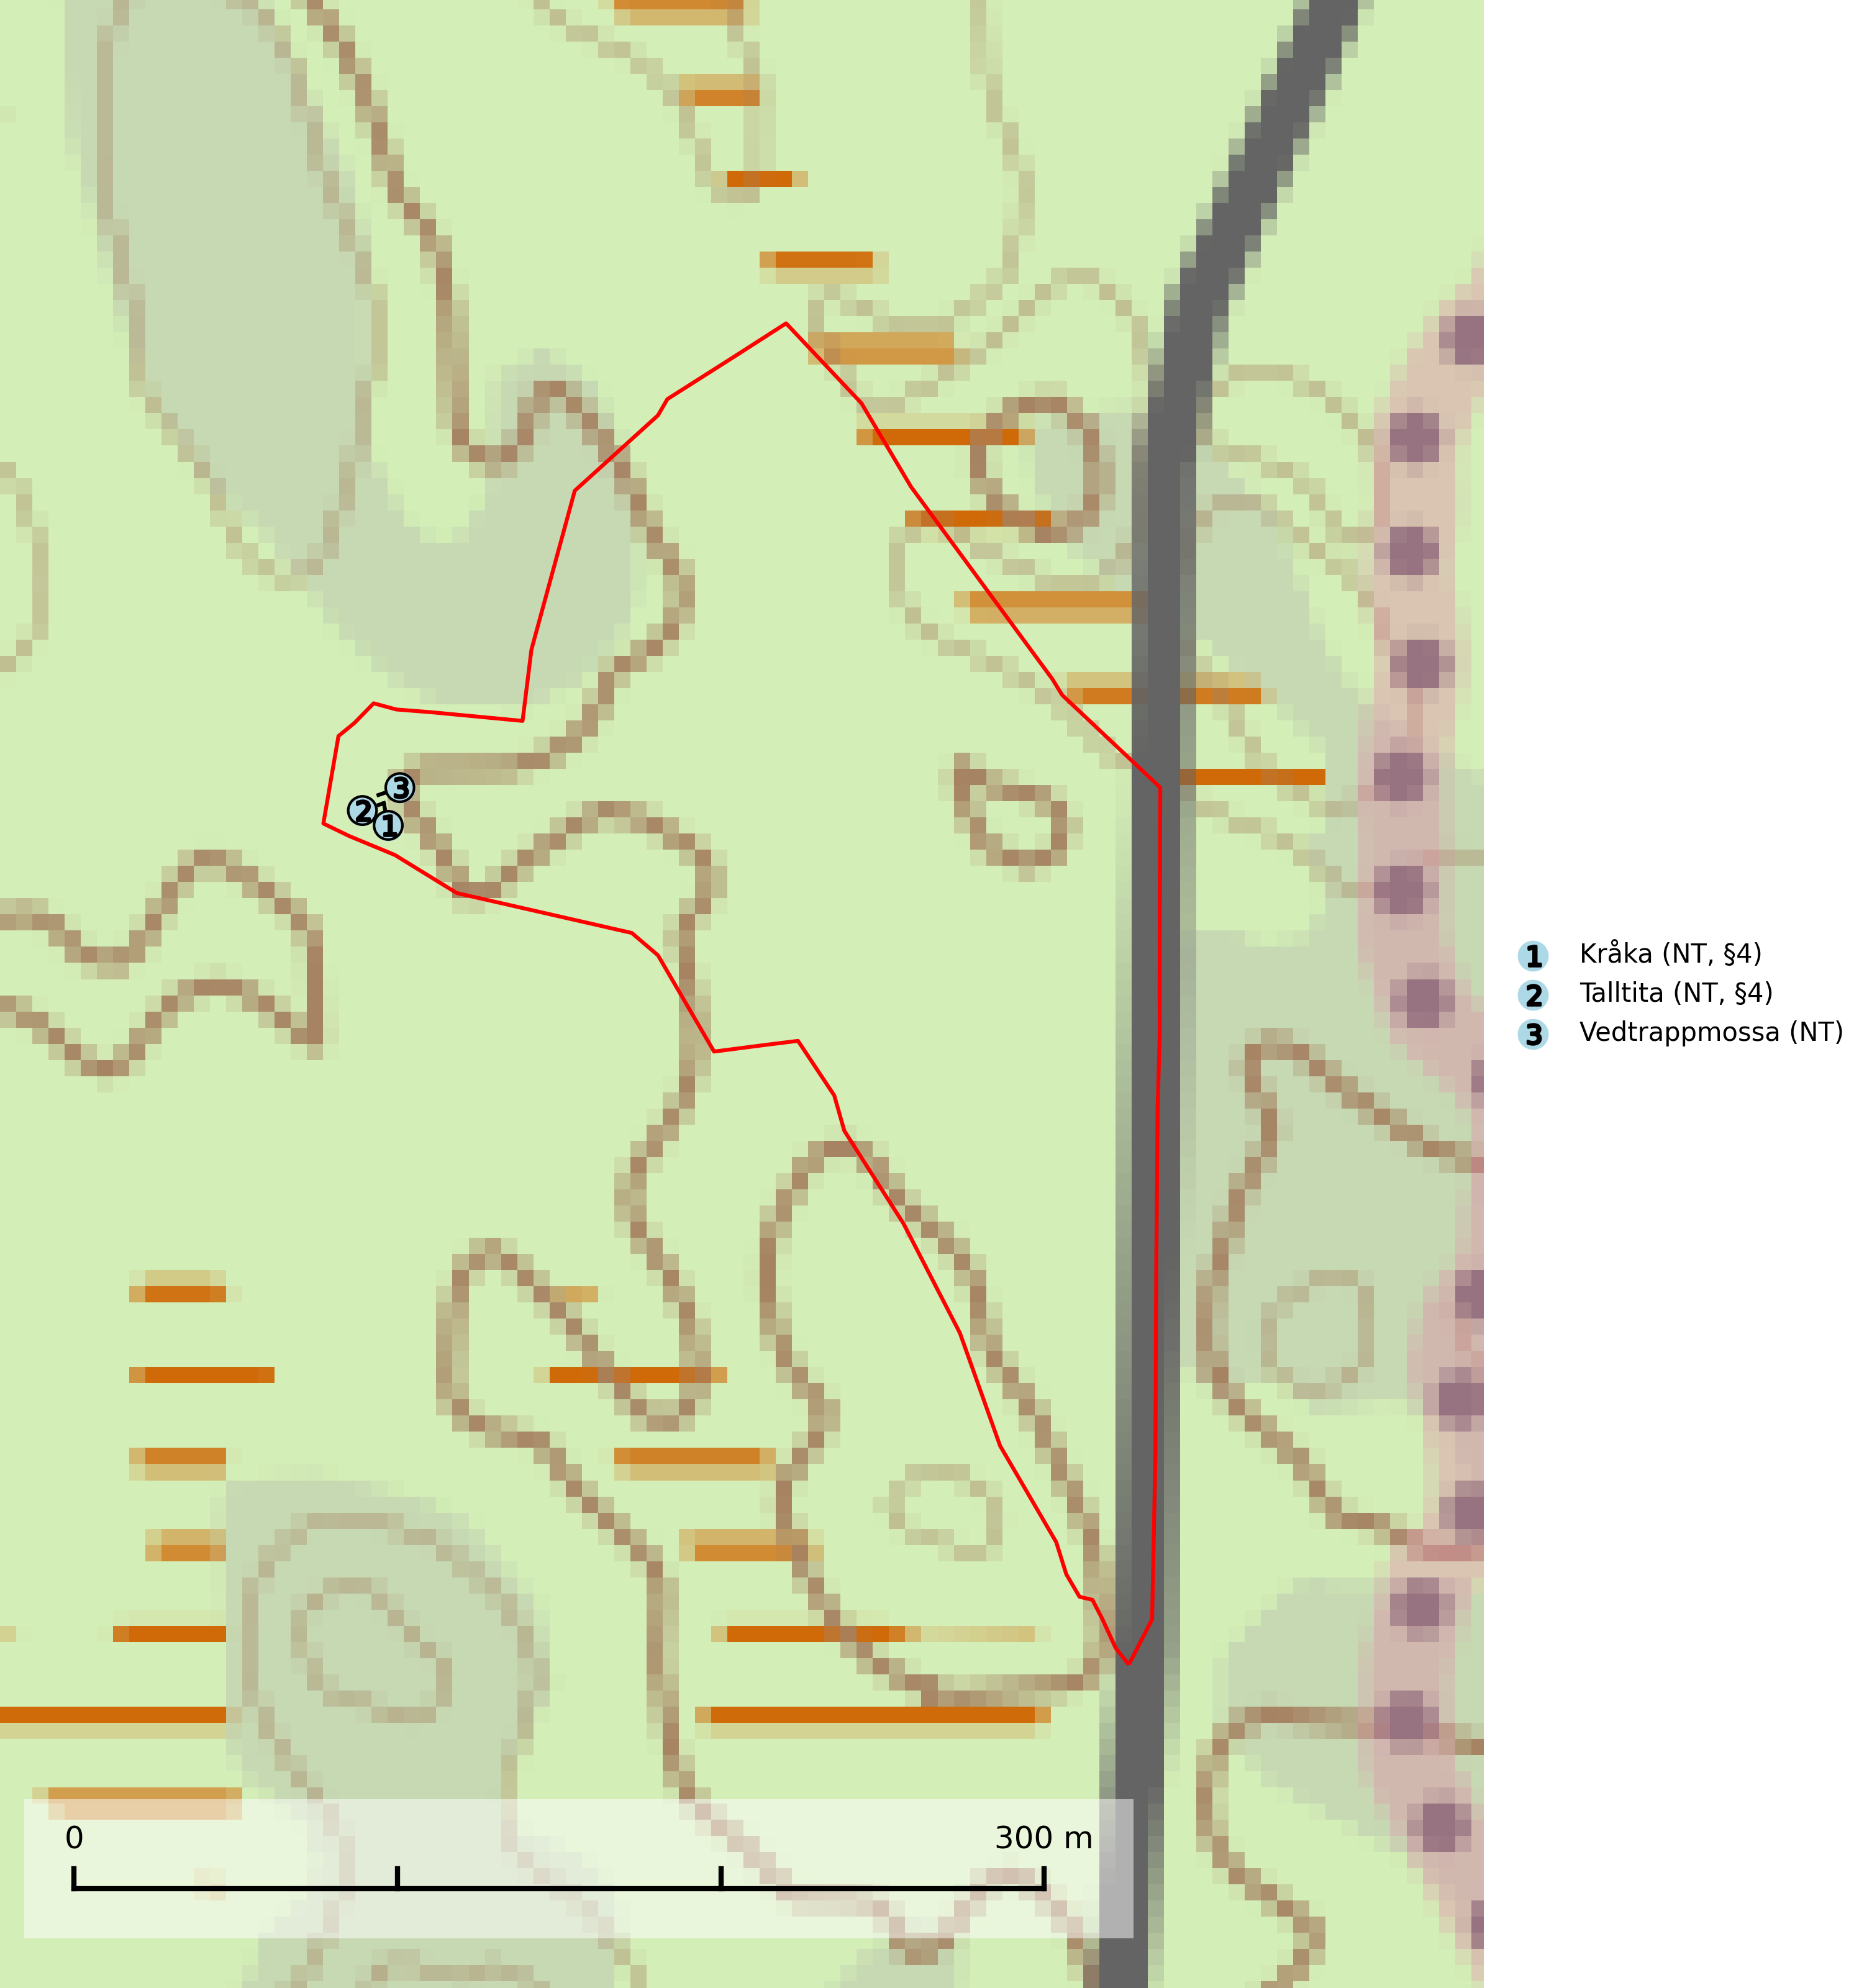 3
2
1
1 Kråka (NT, §4)
2 Talltita (NT, §4)
3 Vedtrappmossa (NT)
0 300 m